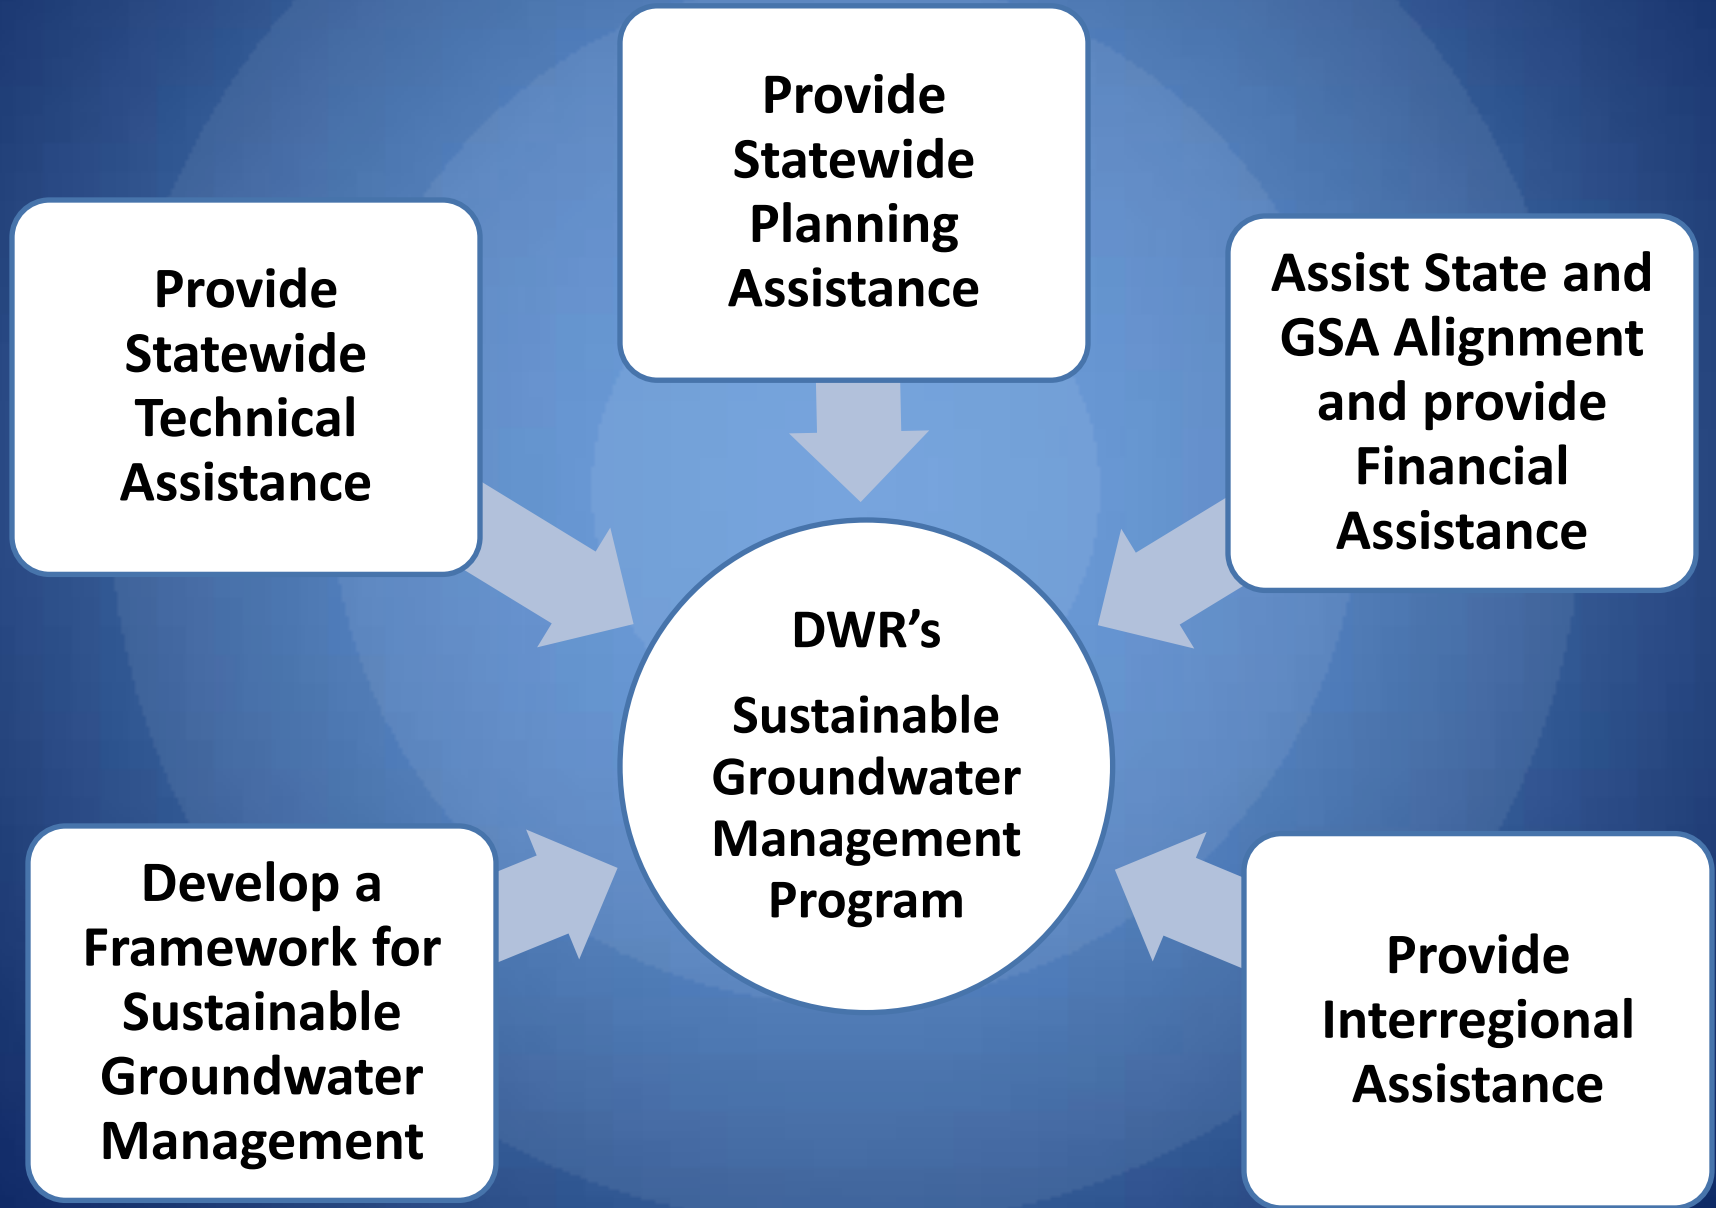 Provide
Statewide
Planning
Assistance
Provide
Statewide
Technical
Assistance
Assist State and
GSA Alignment
and provide
Financial
Assistance
DWR’s
Sustainable
Groundwater
Management
Program
Develop a
Framework for
Sustainable
Groundwater
Management
Provide
Interregional
Assistance